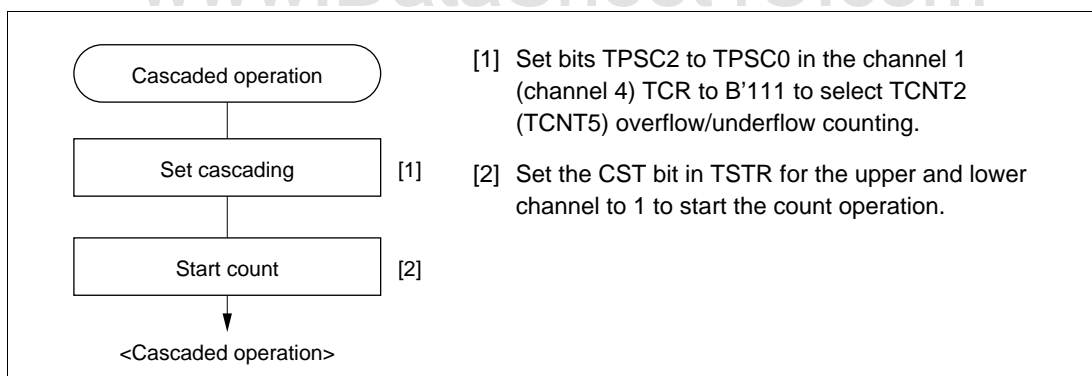 Cascaded operation
Set cascading [1]
Start count [2]
<Cascaded operation>
[1] Set bits TPSC2 to TPSC0 in the channel 1
(channel 4) TCR to B'111 to select TCNT2
(TCNT5) overflow/underflow counting.
[2] Set the CST bit in TSTR for the upper and lower
channel to 1 to start the count operation.